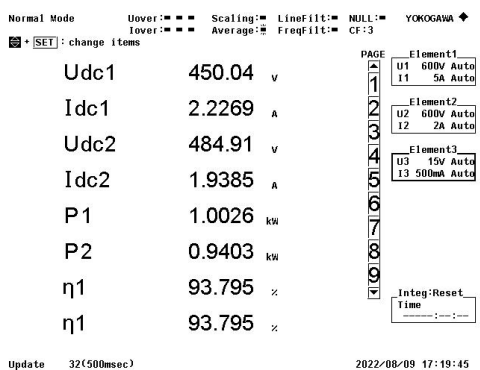 Normal Mode Uover: Scaling: LineFilt: NULL: YOKOGAWA
Iover: Average: FreqFilt: CF:3
+ SET : change items
PAGE
Udc1 450.04 V
Idc1 2.2269 A
Udc2 484.91 V
Idc2 1.9385 A
P1 1.0026 kW
P2 0.9403 kW
η1 93.795 %
η1 93.795 %
1
2
3
4
5
6
7
8
9
Element1
U1 600V Auto
I1 5A Auto
Element2
U2 600V Auto
I2 2A Auto
Element3
U3 15V Auto
I3 500mA Auto
Integ:Reset
Time
-----:--:--
Update 32(500msec) 2022/08/09 17:19:45